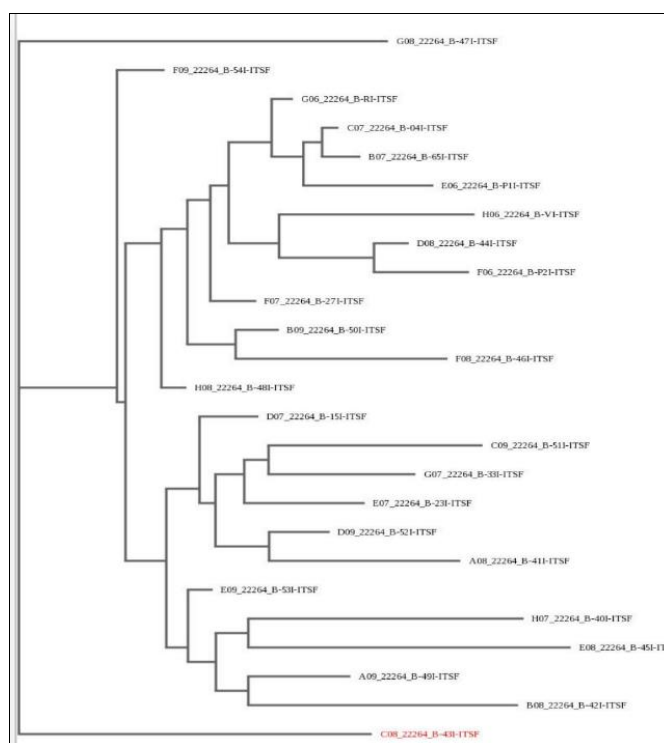 G08_22264_B-47I-ITSF
F09_22264_B-54I-ITSF
G06_22264_B-RI-ITSF
C07_22264_B-04I-ITSF
B07_22264_B-65I-ITSF
E06_22264_B-P1I-ITSF
H06_22264_B-VI-ITSF
D08_22264_B-44I-ITSF
F06_22264_B-P2I-ITSF
F07_22264_B-27I-ITSF
B09_22264_B-50I-ITSF
F08_22264_B-46I-ITSF
H08_22264_B-48I-ITSF
D07_22264_B-15I-ITSF
C09_22264_B-51I-ITSF
G07_22264_B-33I-ITSF
E07_22264_B-23I-ITSF
D09_22264_B-52I-ITSF
A08_22264_B-41I-ITSF
E09_22264_B-53I-ITSF
H07_22264_B-40I-ITSF
E08_22264_B-45I-IT
A09_22264_B-49I-ITSF
B08_22264_B-42I-ITSF
C08_22264_B-43I-ITSF